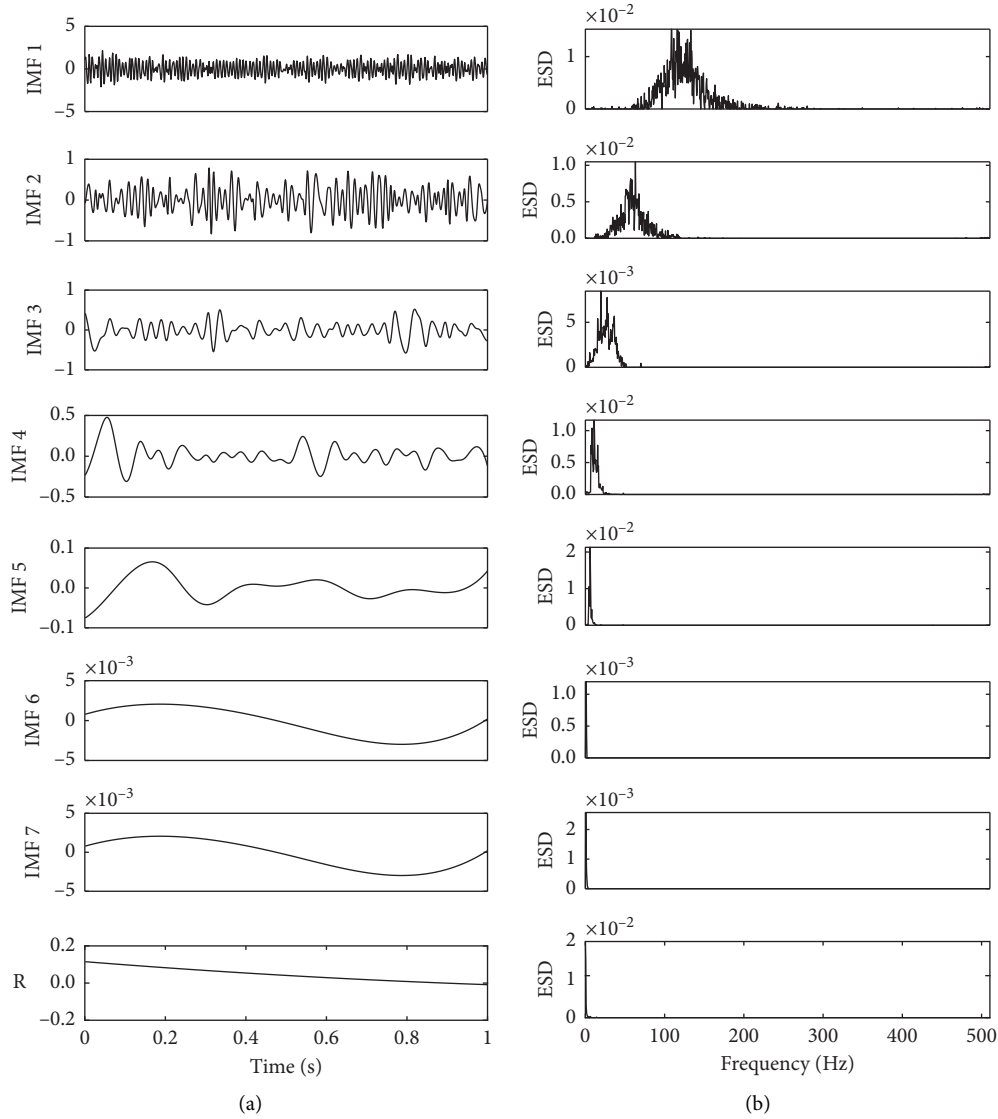 ×10−2
5
0
−5
IMF 1
1
0
ESD
1
0
−1
IMF 2
×10−2
1.0
0.5
0.0
ESD
1
0
−1
IMF 3
×10−3
5
0
ESD
0.5
0.0
−0.5
IMF 4
×10−2
1.0
0.5
0.0
ESD
0.1
0.0
−0.1
IMF 5
×10−2
2
1
0
ESD
×10−3
5
0
−5
IMF 6
×10−3
1.0
0.5
0.0
ESD
×10−3
5
0
−5
IMF 7
×10−3
2
1
0
ESD
0.2
0.0
−0.2
R
0 0.2 0.4 0.6 0.8 1
Time (s)
(a)
×10−2
2
1
0
ESD
100 200 300 400 500
Frequency (Hz)
(b)